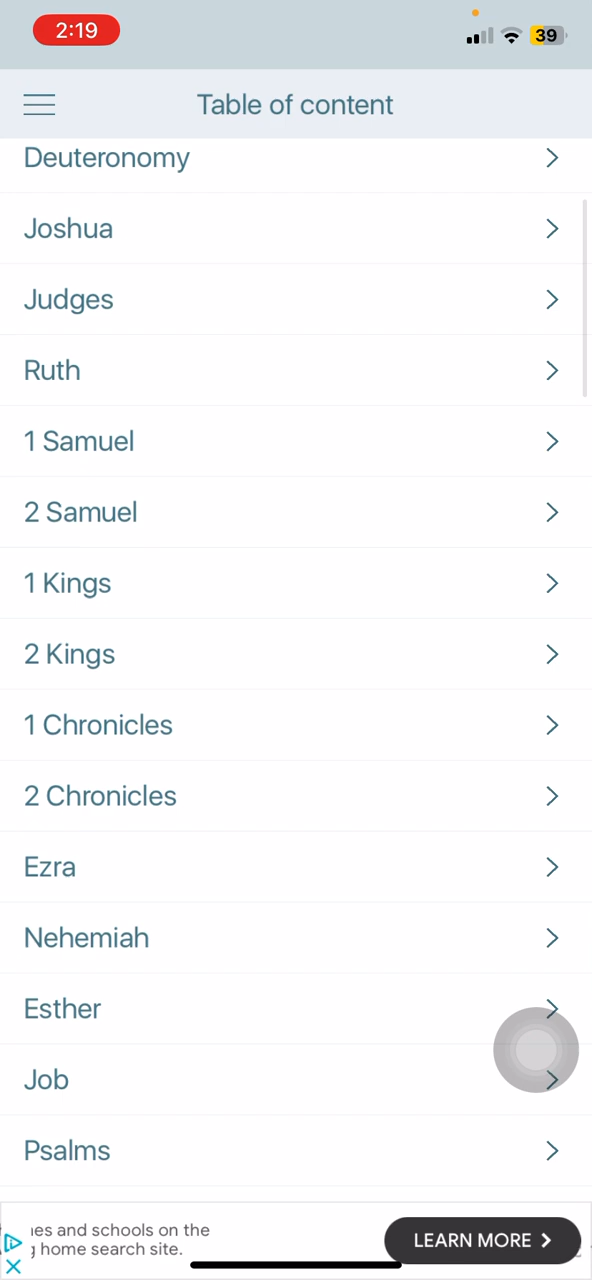 2:19
39
Table of content
Deuteronomy
Joshua
Judges
Ruth
1 Samuel
2 Samuel
1 Kings
2 Kings
1 Chronicles
2 Chronicles
Ezra
Nehemiah
Esther
Job
Psalms
and schools on the
home search site.
LEARN MORE